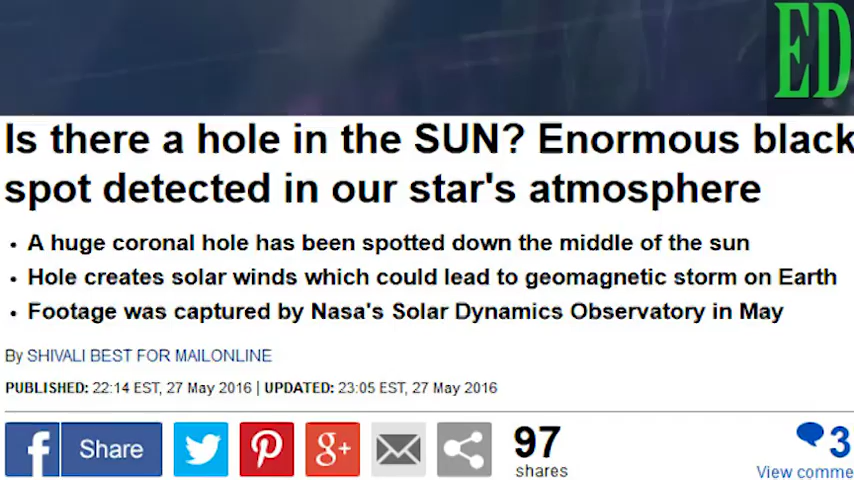 ED
Is there a hole in the SUN? Enormous black
spot detected in our star's atmosphere
• A huge coronal hole has been spotted down the middle of the sun
• Hole creates solar winds which could lead to geomagnetic storm on Earth
• Footage was captured by Nasa's Solar Dynamics Observatory in May
By SHIVALI BEST FOR MAILONLINE
PUBLISHED: 22:14 EST, 27 May 2016 | UPDATED: 23:05 EST, 27 May 2016
f Share g+ 97 3
shares View comme